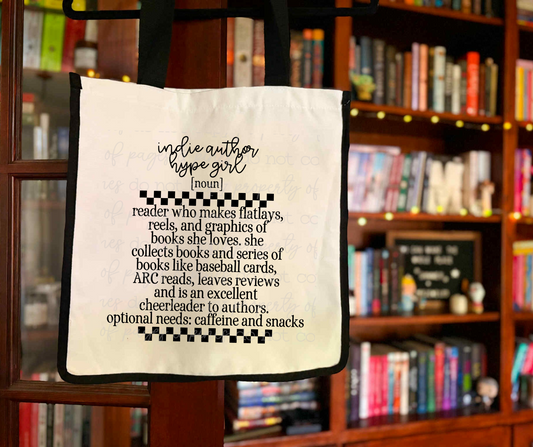 indie author
hype girl
[noun]
reader who makes flatlays,
reels, and graphics of
books she loves. she
collects books and series of
books like baseball cards,
ARC reads, leaves reviews
and is an excellent
cheerleader to authors.
optional needs: caffeine and snacks